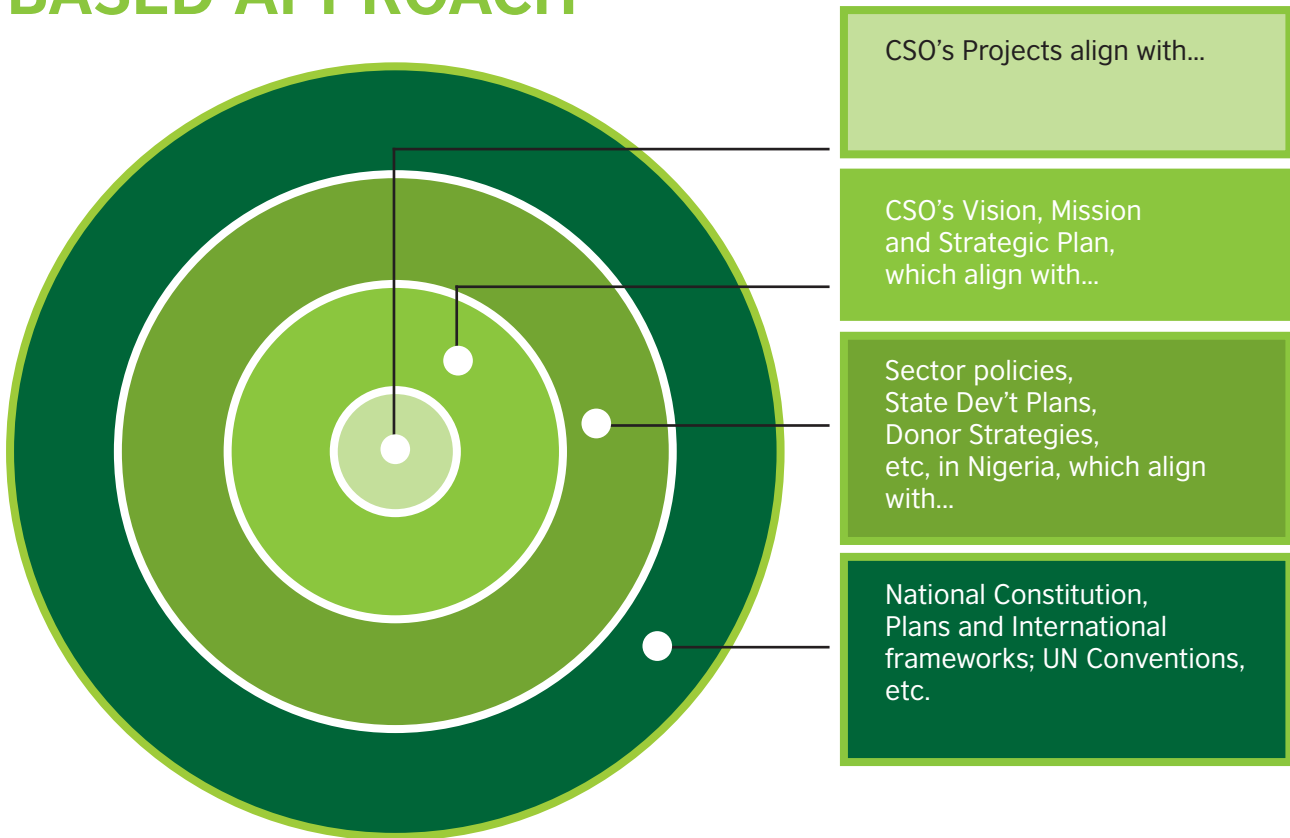 BASED APPROACH
CSO’s Projects align with...
CSO’s Vision, Mission
and Strategic Plan,
which align with...
Sector policies,
State Dev’t Plans,
Donor Strategies,
etc, in Nigeria, which align
with...
National Constitution,
Plans and International
frameworks; UN Conventions,
etc.